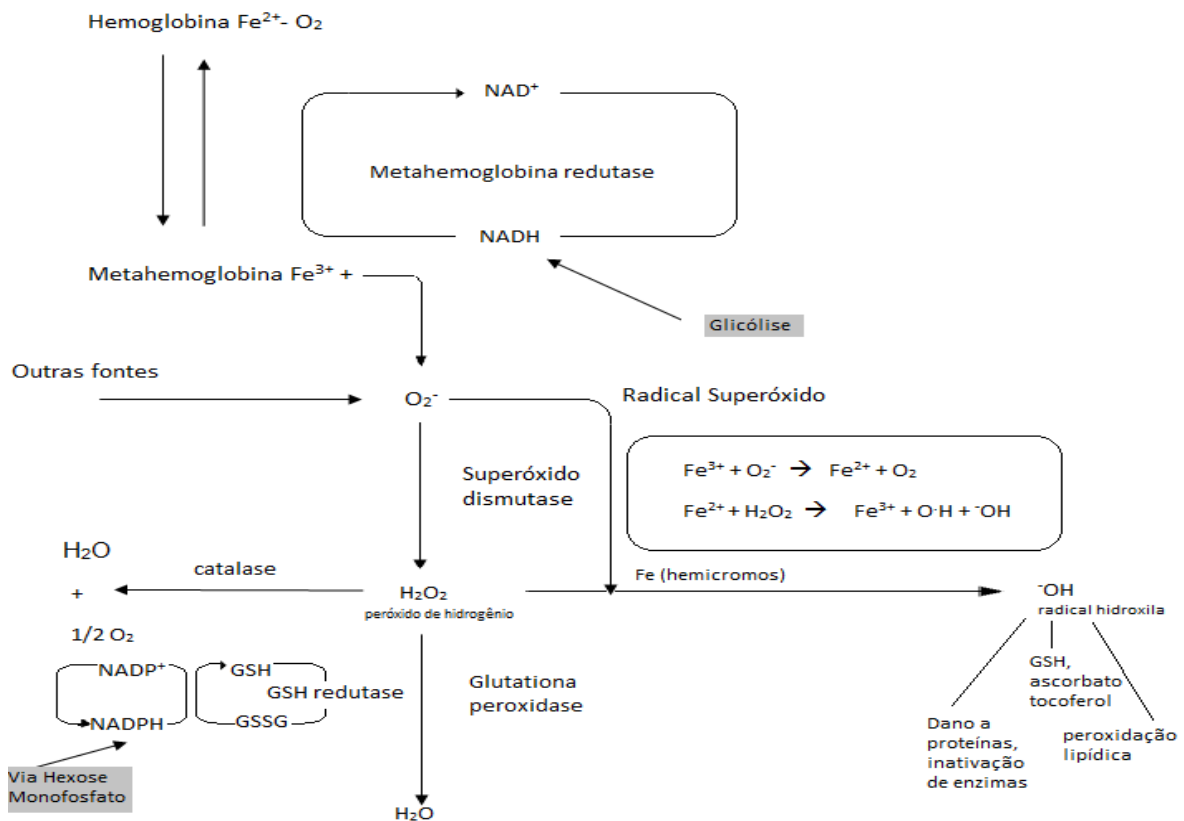 Hemoglobina Fe²⁺- O₂
NAD⁺
Metahemoglobina redutase
NADH
Metahemoglobina Fe³⁺ +
Glicólise
Outras fontes
O₂⁻
Radical Superóxido
Fe³⁺ + O₂⁻ → Fe²⁺ + O₂
Fe²⁺ + H₂O₂ → Fe³⁺ + O·H + ⁻OH
Superóxido
dismutase
H₂O
+
1/2 O₂
catalase
H₂O₂
peróxido de hidrogênio
Fe (hemicromos)
⁻OH
radical hidroxila
NADP⁺
NADPH
GSH
GSH redutase
GSSG
Glutationa
peroxidase
GSH,
ascorbato
tocoferol
Dano a
proteínas,
inativação
de enzimas
peroxidação
lipídica
Via Hexose
Monofosfato
H₂O